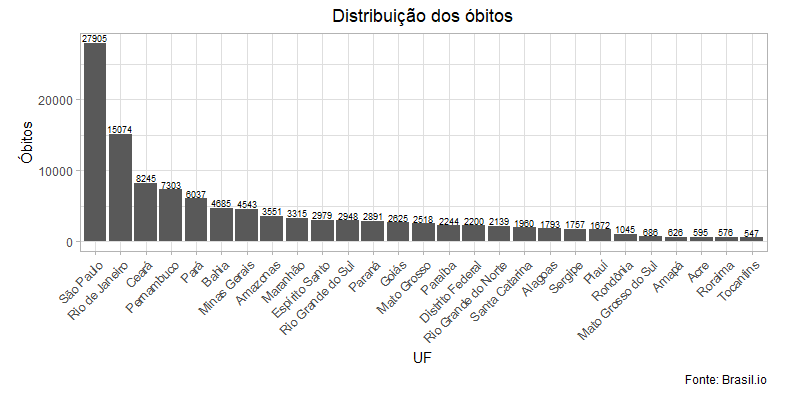 Distribuição dos óbitos
Óbitos
20000
10000
0
27905
15074
8245
7303
6037
4685
4543
3551
3315
2979
2948
2891
2625
2518
2244
2200
2139
1960
1793
1757
1672
1045
686
626
595
576
547
São Paulo
Rio de Janeiro
Ceará
Pernambuco
Pará
Bahia
Minas Gerais
Amazonas
Maranhão
Espírito Santo
Rio Grande do Sul
Paraná
Goiás
Mato Grosso
Paraíba
Distrito Federal
Rio Grande do Norte
Santa Catarina
Alagoas
Sergipe
Piauí
Rondônia
Mato Grosso do Sul
Amapá
Acre
Roraima
Tocantins
UF
Fonte: Brasil.io